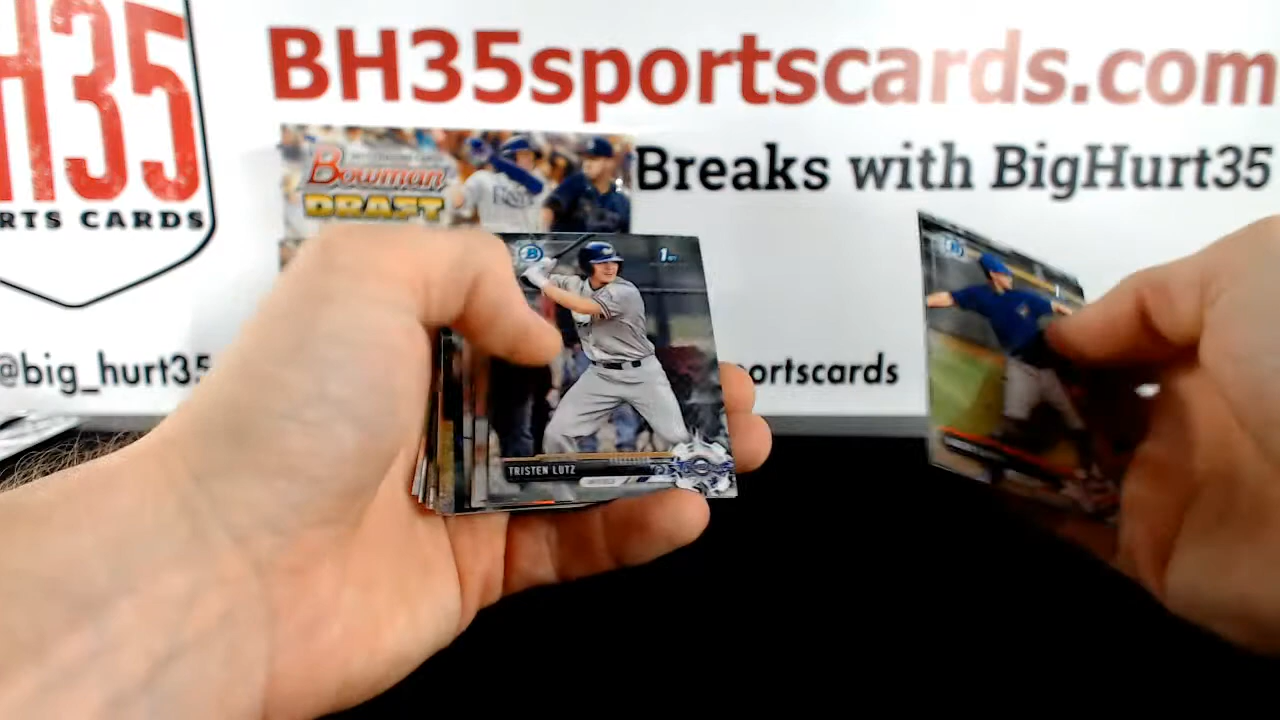 H35
RTS CARDS
BH35sportscards.com
Breaks with BigHurt35
@big_hurt35
ortscards
Bowman
DRAFT
B
1ST
TRISTEN LUTZ